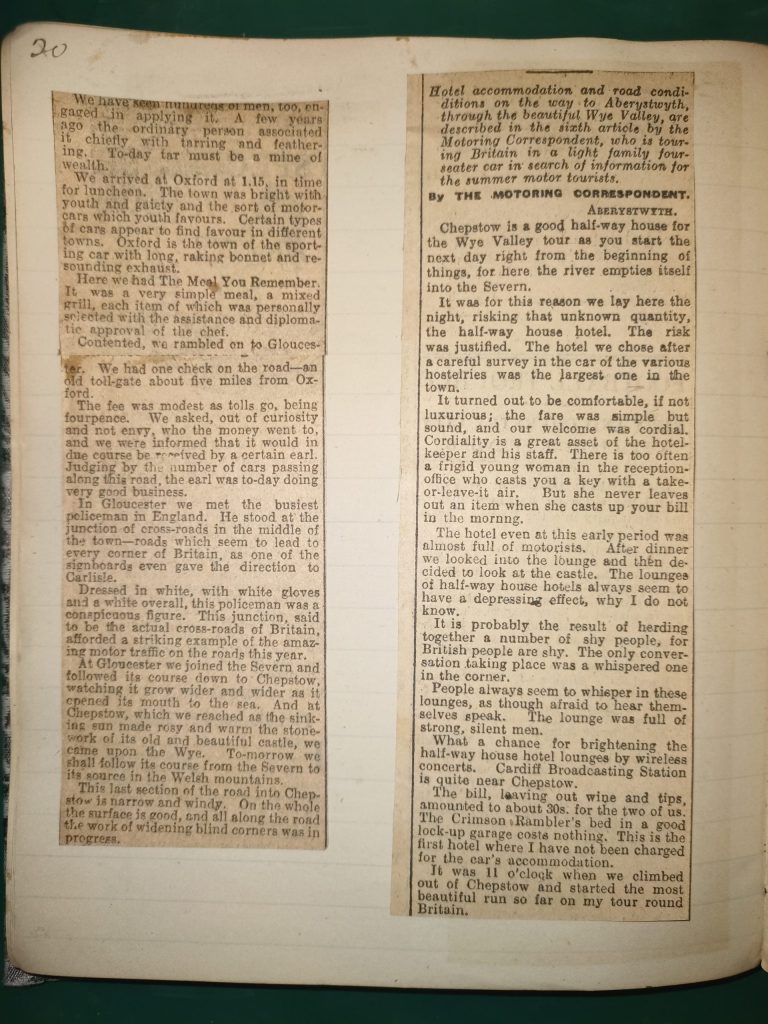 20
We have seen hundreds of men, too, en-
gaged in applying it. A few years
ago the ordinary person associated
it chiefly with tarring and feather-
ing. To-day tar must be a mine of
wealth.
We arrived at Oxford at 1.15, in time
for luncheon. The town was bright with
youth and gaiety and the sort of motor-
cars which youth favours. Certain types
of cars appear to find favour in different
towns. Oxford is the town of the sport-
ing car with long, raking bonnet and re-
sounding exhaust.
Here we had The Meal You Remember.
It was a very simple meal, a mixed
grill, each item of which was personally
selected with the assistance and diploma-
tic approval of the chef.
Contented, we rambled on to Glouces-
ter. We had one check on the road—an
old toll-gate about five miles from Ox-
ford.
The fee was modest as tolls go, being
fourpence. We asked, out of curiosity
and not envy, who the money went to,
and we were informed that it would in
due course be received by a certain earl.
Judging by the number of cars passing
along this road, the earl was to-day doing
very good business.
In Gloucester we met the busiest
policeman in England. He stood at the
junction of cross-roads in the middle of
the town—roads which seem to lead to
every corner of Britain, as one of the
signboards even gave the direction to
Carlisle.
Dressed in white, with white gloves
and a white overall, this policeman was a
conspicuous figure. This junction, said
to be the actual cross-roads of Britain,
afforded a striking example of the amaz-
ing motor traffic on the roads this year.
At Gloucester we joined the Severn and
followed its course down to Chepstow,
watching it grow wider and wider as it
opened its mouth to the sea. And at
Chepstow, which we reached as the sink-
ing sun made rosy and warm the stone-
work of its old and beautiful castle, we
came upon the Wye. To-morrow we
shall follow its course from the Severn to
its source in the Welsh mountains.
This last section of the road into Chep-
stow is narrow and windy. On the whole
the surface is good, and all along the road
the work of widening blind corners was in
progress.
Hotel accommodation and road condi-
ditions on the way to Aberystwyth,
through the beautiful Wye Valley, are
described in the sixth article by the
Motoring Correspondent, who is tour-
ing Britain in a light family four-
seater car in search of information for
the summer motor tourists.
By THE MOTORING CORRESPONDENT.
ABERYSTWYTH.
Chepstow is a good half-way house for
the Wye Valley tour as you start the
next day right from the beginning of
things, for here the river empties itself
into the Severn.
It was for this reason we lay here the
night, risking that unknown quantity,
the half-way house hotel. The risk
was justified. The hotel we chose after
a careful survey in the car of the various
hostelries was the largest one in the
town.
It turned out to be comfortable, if not
luxurious; the fare was simple but
sound, and our welcome was cordial.
Cordiality is a great asset of the hotel-
keeper and his staff. There is too often
a frigid young woman in the reception-
office who casts you a key with a take-
or-leave-it air. But she never leaves
out an item when she casts up your bill
in the mornng.
The hotel even at this early period was
almost full of motorists. After dinner
we looked into the lounge and then de-
cided to look at the castle. The lounges
of half-way house hotels always seem to
have a depressing effect, why I do not
know.
It is probably the result of herding
together a number of shy people, for
British people are shy. The only conver-
sation taking place was a whispered one
in the corner.
People always seem to whisper in these
lounges, as though afraid to hear them-
selves speak. The lounge was full of
strong, silent men.
What a chance for brightening the
half-way house hotel lounges by wireless
concerts. Cardiff Broadcasting Station
is quite near Chepstow.
The bill, leaving out wine and tips,
amounted to about 30s. for the two of us.
The Crimson Rambler's bed in a good
lock-up garage costs nothing. This is the
first hotel where I have not been charged
for the car's accommodation.
It was 11 o'clock when we climbed
out of Chepstow and started the most
beautiful run so far on my tour round
Britain.